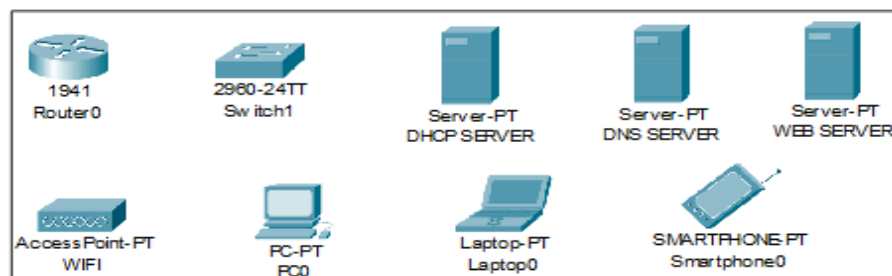 1941
Router0
2960-24TT
Switch1
Server-PT
DHCP SERVER
Server-PT
DNS SERVER
Server-PT
WEB SERVER
AccessPoint-PT
WIFI
PC-PT
PC0
Laptop-PT
Laptop0
SMARTPHONE-PT
Smartphone0